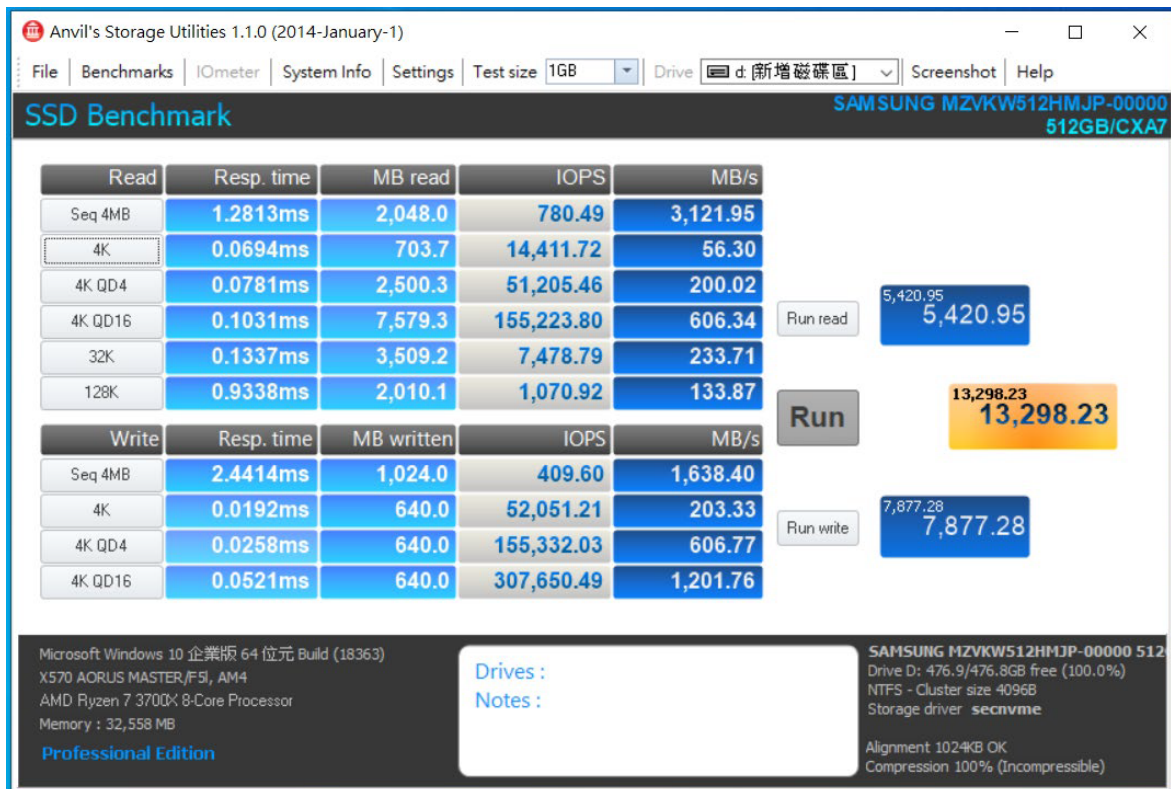 Anvil's Storage Utilities 1.1.0 (2014-January-1)
File Benchmarks IOmeter System Info Settings Test size 1GB Drive d: [新增磁碟區] Screenshot Help
SSD Benchmark
SAMSUNG MZVKW512HMJP-00000
512GB/CXA7
Read Resp. time MB read IOPS MB/s
Seq 4MB 1.2813ms 2,048.0 780.49 3,121.95
4K 0.0694ms 703.7 14,411.72 56.30
4K QD4 0.0781ms 2,500.3 51,205.46 200.02
4K QD16 0.1031ms 7,579.3 155,223.80 606.34
32K 0.1337ms 3,509.2 7,478.79 233.71
128K 0.9338ms 2,010.1 1,070.92 133.87
Run read
5,420.95
5,420.95
Run
13,298.23
13,298.23
Write Resp. time MB written IOPS MB/s
Seq 4MB 2.4414ms 1,024.0 409.60 1,638.40
4K 0.0192ms 640.0 52,051.21 203.33
4K QD4 0.0258ms 640.0 155,332.03 606.77
4K QD16 0.0521ms 640.0 307,650.49 1,201.76
Run write
7,877.28
7,877.28
Microsoft Windows 10 企業版 64 位元 Build (18363)
X570 AORUS MASTER/F5l, AM4
AMD Ryzen 7 3700X 8-Core Processor
Memory : 32,558 MB
Professional Edition
Drives :
Notes :
SAMSUNG MZVKW512HMJP-00000 512
Drive D: 476.9/476.8GB free (100.0%)
NTFS - Cluster size 4096B
Storage driver secnvme
Alignment 1024KB OK
Compression 100% (Incompressible)